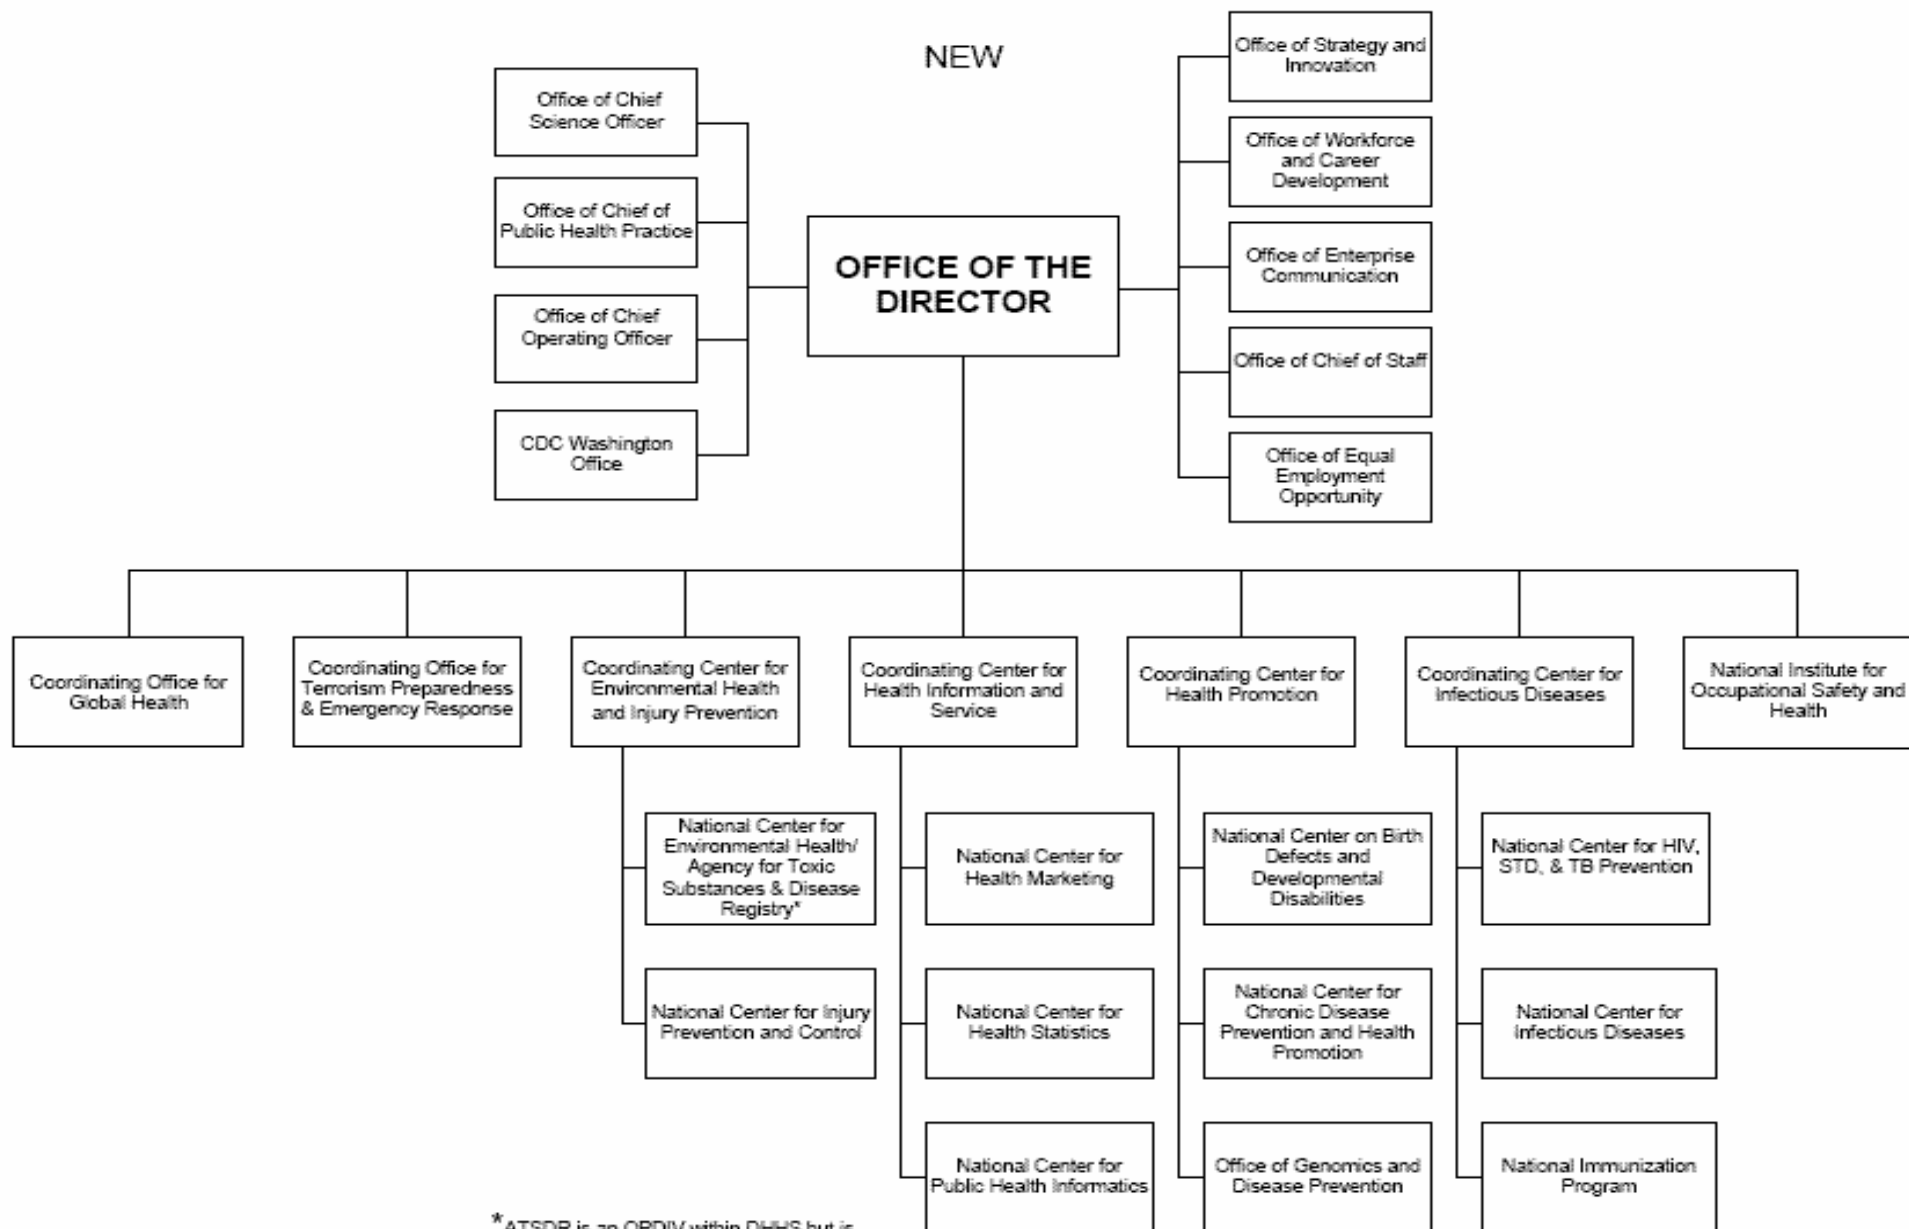 NEW
Office of Chief
Science Officer
Office of Chief of
Public Health Practice
Office of Chief
Operating Officer
CDC Washington
Office
OFFICE OF THE
DIRECTOR
Office of Strategy and
Innovation
Office of Workforce
and Career
Development
Office of Enterprise
Communication
Office of Chief of Staff
Office of Equal
Employment
Opportunity
Coordinating Office for
Global Health
Coordinating Office for
Terrorism Preparedness
& Emergency Response
Coordinating Center for
Environmental Health
and Injury Prevention
Coordinating Center for
Health Information and
Service
Coordinating Center for
Health Promotion
Coordinating Center for
Infectious Diseases
National Institute for
Occupational Safety and
Health
National Center for
Environmental Health/
Agency for Toxic
Substances & Disease
Registry*
National Center for Injury
Prevention and Control
National Center for
Health Marketing
National Center for
Health Statistics
National Center for
Public Health Informatics
National Center on Birth
Defects and
Developmental
Disabilities
National Center for
Chronic Disease
Prevention and Health
Promotion
Office of Genomics and
Disease Prevention
National Center for HIV,
STD, & TB Prevention
National Center for
Infectious Diseases
National Immunization
Program
*ATSDR is an OPDIV within DHHS but is